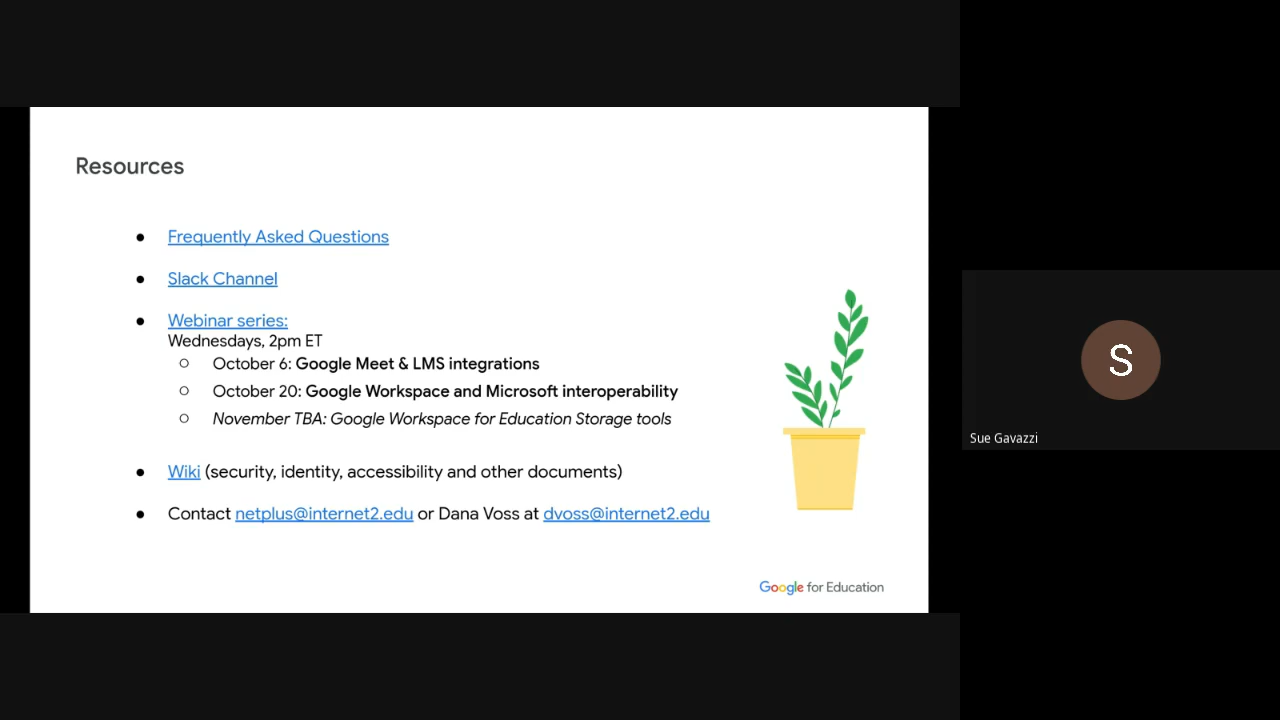 Resources
● Frequently Asked Questions
● Slack Channel
● Webinar series:
Wednesdays, 2pm ET
○ October 6: Google Meet & LMS integrations
○ October 20: Google Workspace and Microsoft interoperability
○ November TBA: Google Workspace for Education Storage tools
● Wiki (security, identity, accessibility and other documents)
● Contact netplus@internet2.edu or Dana Voss at dvoss@internet2.edu
Google for Education
S
Sue Gavazzi